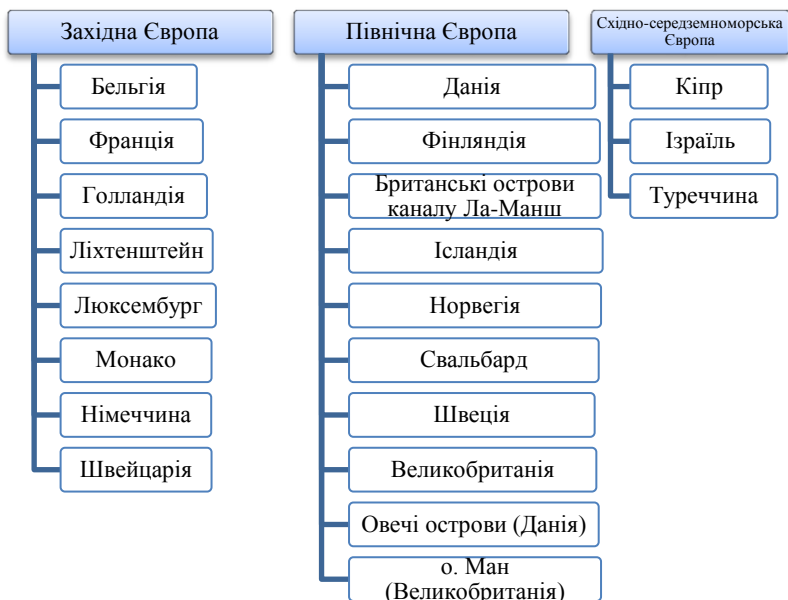 Західна Європа
Бельгія
Франція
Голландія
Ліхтенштейн
Люксембург
Монако
Німеччина
Швейцарія
Північна Європа
Данія
Фінляндія
Британські острови
каналу Ла-Манш
Ісландія
Норвегія
Свальбард
Швеція
Великобританія
Овечі острови (Данія)
о. Ман
(Великобританія)
Східно-середземноморська
Європа
Кіпр
Ізраїль
Туреччина